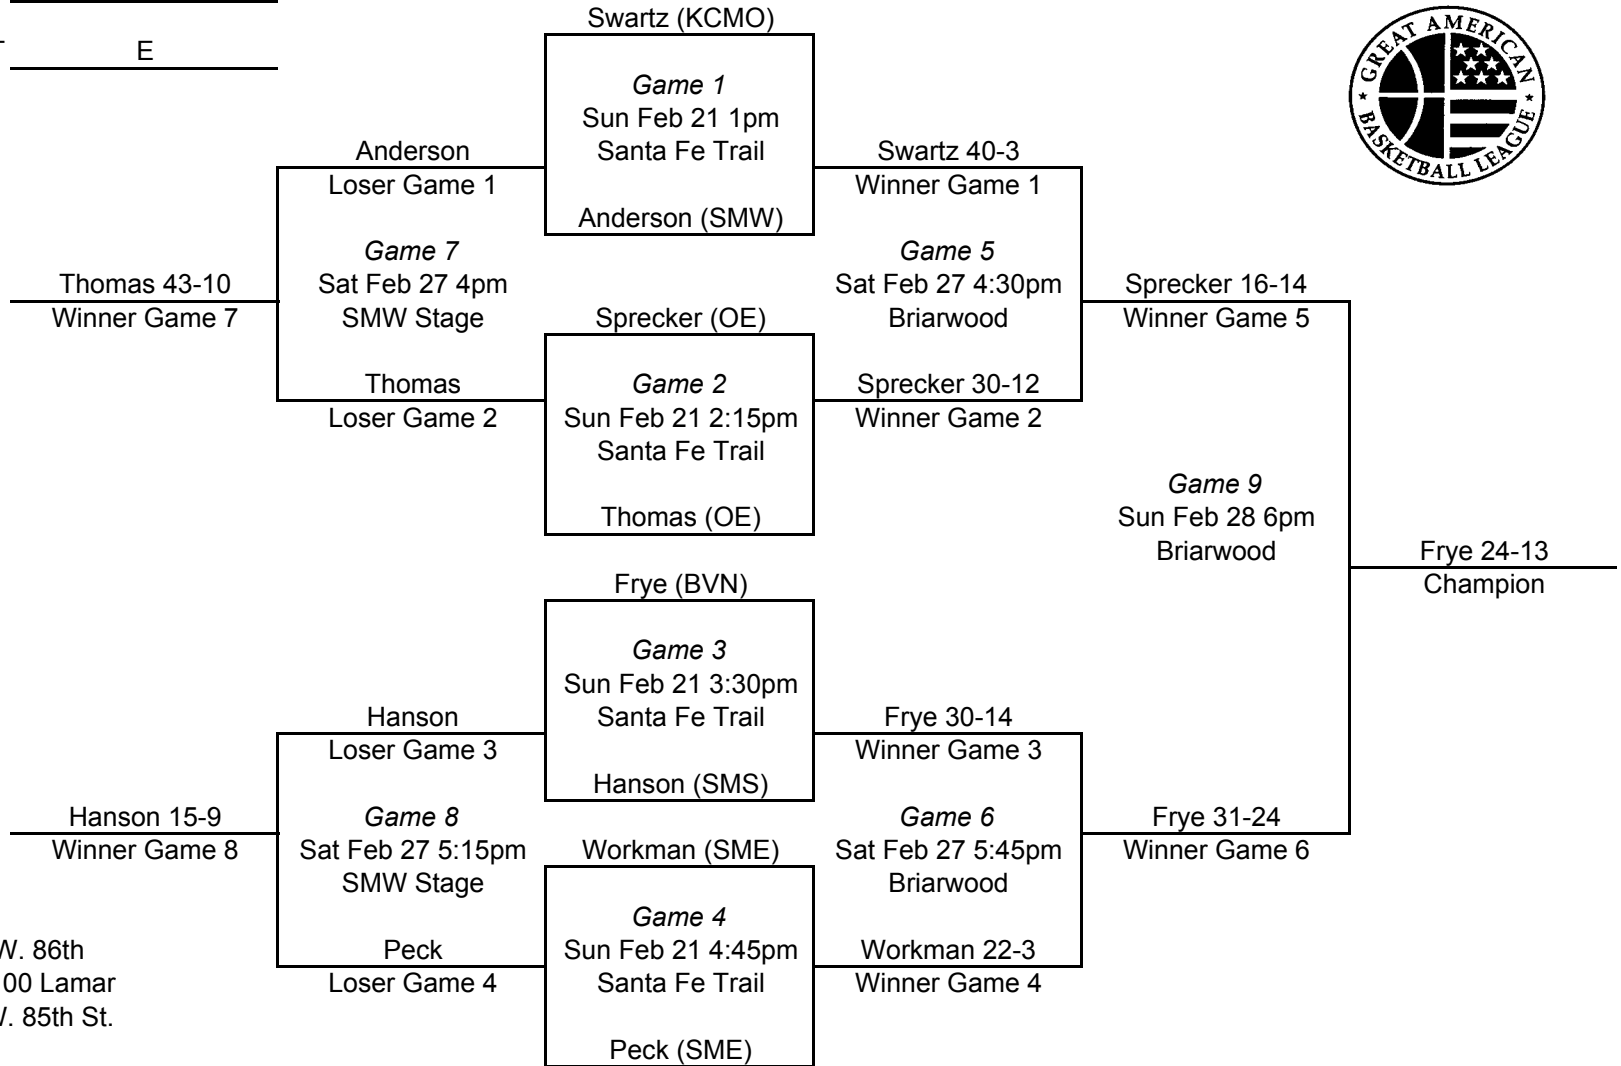 E
Swartz (KCMO)
Game 1
Sun Feb 21 1pm
Santa Fe Trail
Anderson (SMW)
GREAT AMERICAN
BASKETBALL LEAGUE
Anderson
Loser Game 1
Swartz 40-3
Winner Game 1
Game 7
Sat Feb 27 4pm
SMW Stage
Game 5
Sat Feb 27 4:30pm
Briarwood
Thomas 43-10
Winner Game 7
Sprecker (OE)
Sprecker 16-14
Winner Game 5
Thomas
Loser Game 2
Game 2
Sun Feb 21 2:15pm
Santa Fe Trail
Sprecker 30-12
Winner Game 2
Thomas (OE)
Game 9
Sun Feb 28 6pm
Briarwood
Frye 24-13
Champion
Frye (BVN)
Game 3
Sun Feb 21 3:30pm
Santa Fe Trail
Hanson (SMS)
Hanson
Loser Game 3
Frye 30-14
Winner Game 3
Hanson 15-9
Winner Game 8
Game 8
Sat Feb 27 5:15pm
SMW Stage
Workman (SME)
Game 6
Sat Feb 27 5:45pm
Briarwood
Frye 31-24
Winner Game 6
Game 4
Sun Feb 21 4:45pm
Santa Fe Trail
Peck
Loser Game 4
Workman 22-3
Winner Game 4
Peck (SME)
W. 86th
00 Lamar
W. 85th St.